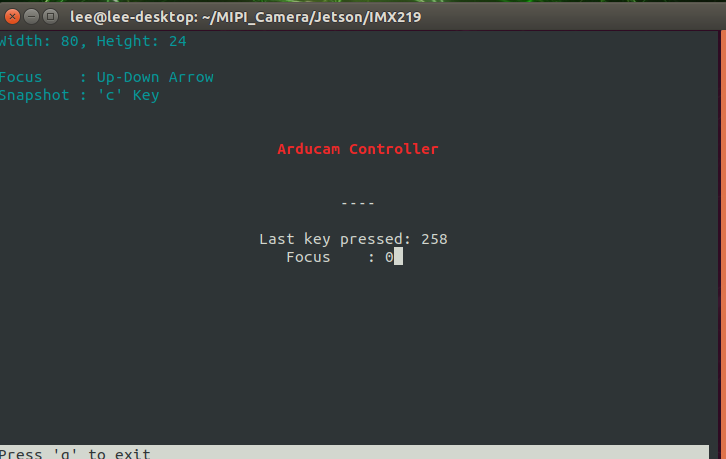 lee@lee-desktop: ~/MIPI_Camera/Jetson/IMX219
Width: 80, Height: 24
Focus    : Up-Down Arrow
Snapshot : 'c' Key
Arducam Controller
----
Last key pressed: 258
Focus    : 0
Press 'q' to exit